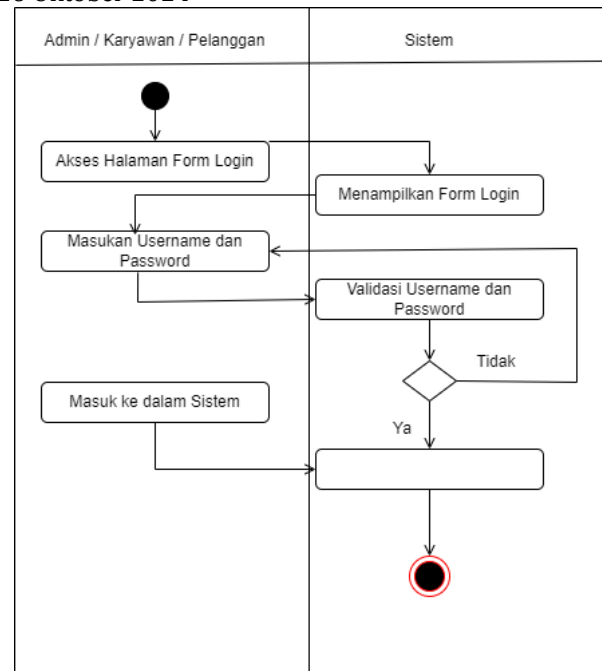 Admin / Karyawan / Pelanggan
Sistem
Akses Halaman Form Login
Menampilkan Form Login
Masukan Username dan
Password
Validasi Username dan
Password
Tidak
Masuk ke dalam Sistem
Ya